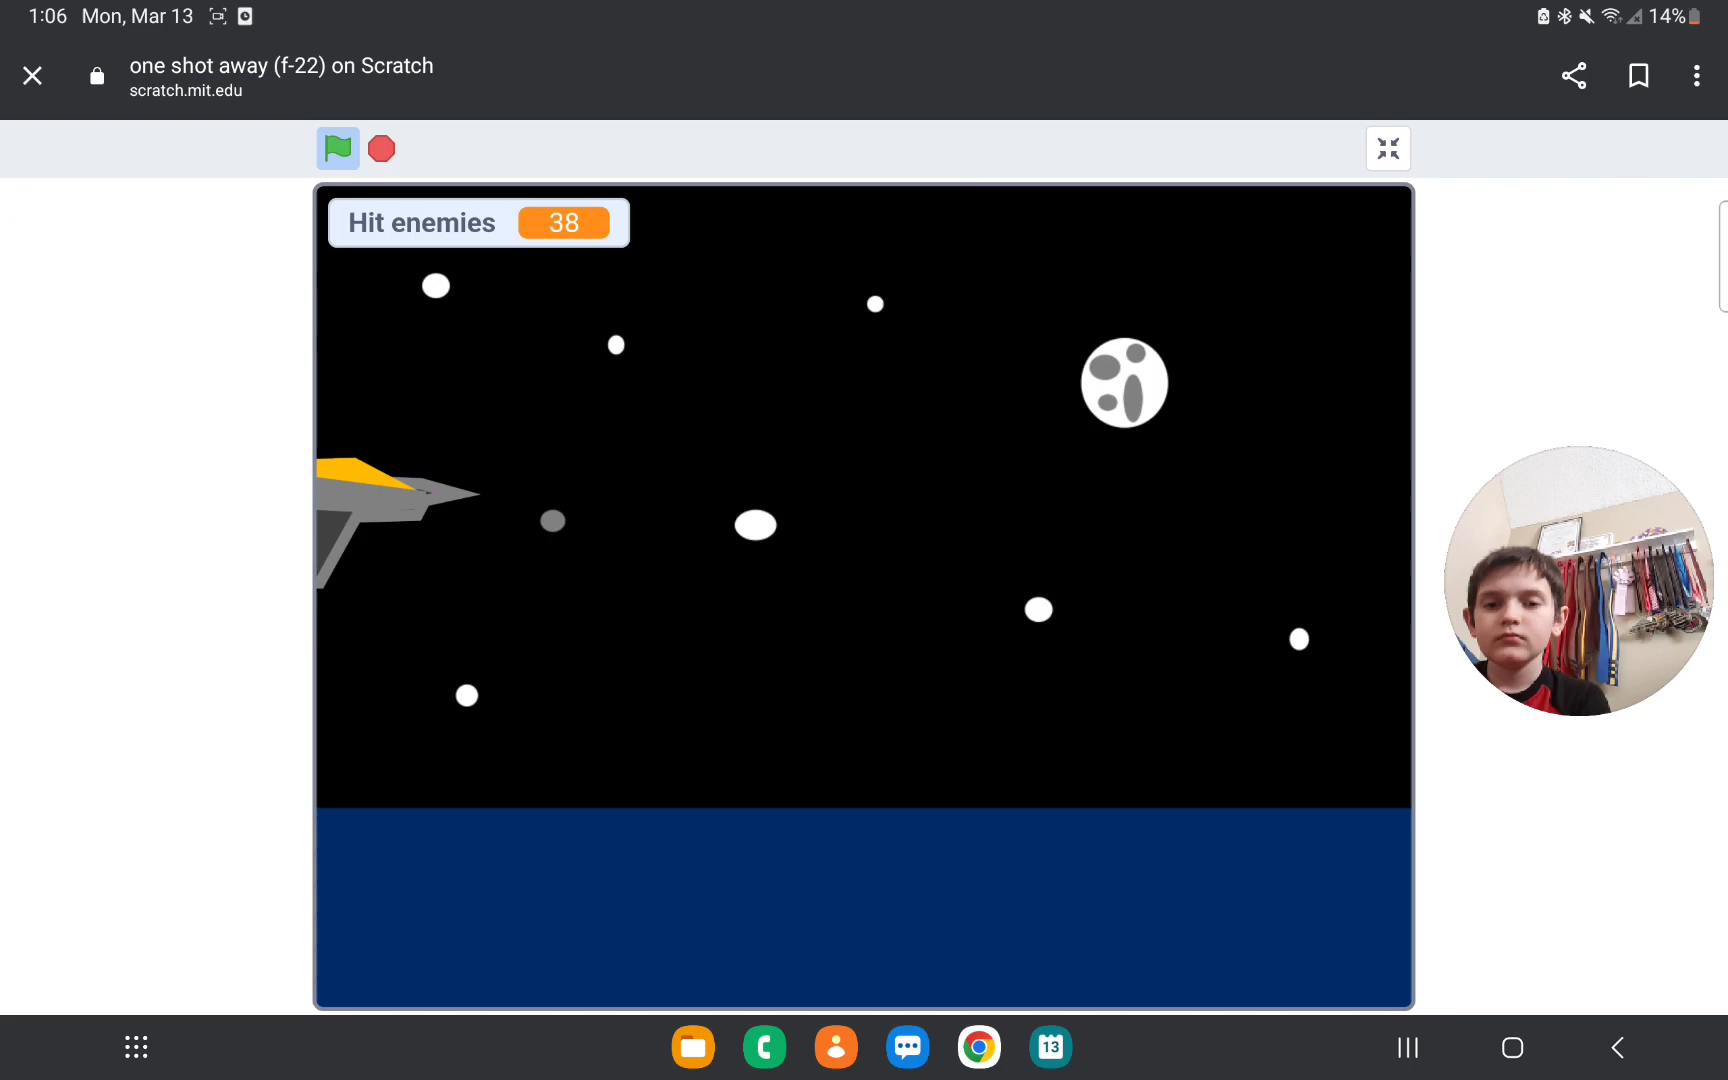 1:06 Mon, Mar 13
14%
one shot away (f-22) on Scratch
scratch.mit.edu
Hit enemies 38
13